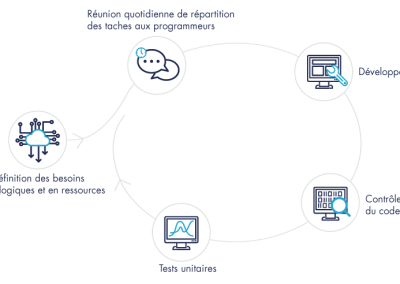 Réunion quotidienne de répartition
des taches aux programmeurs
Développe
éfinition des besoins
logiques et en ressources
Contrôle
du code
Tests unitaires